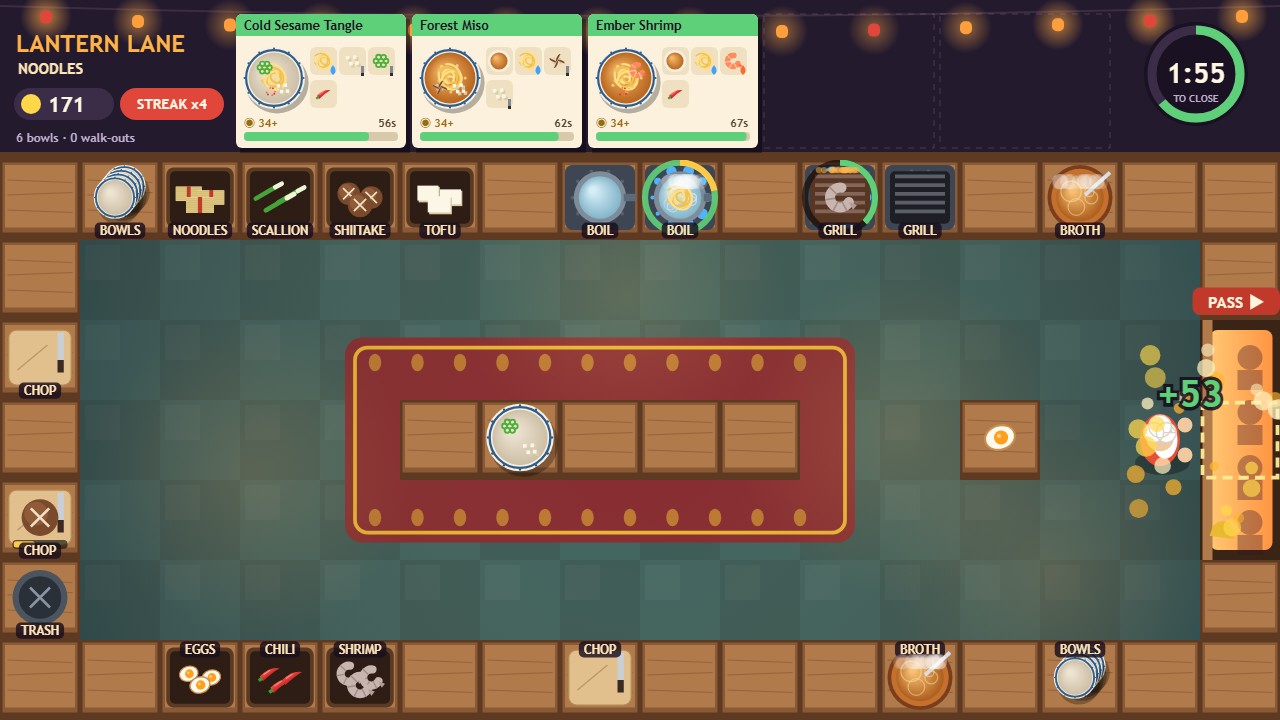 LANTERN LANE
NOODLES
171
STREAK x4
6 bowls · 0 walk-outs
Cold Sesame Tangle
34+
56s
Forest Miso
34+
62s
Ember Shrimp
34+
67s
1:55
TO CLOSE
BOWLS
NOODLES
SCALLION
SHIITAKE
TOFU
BOIL
BOIL
GRILL
GRILL
BROTH
PASS
CHOP
+53
CHOP
TRASH
EGGS
CHILI
SHRIMP
CHOP
BROTH
BOWLS